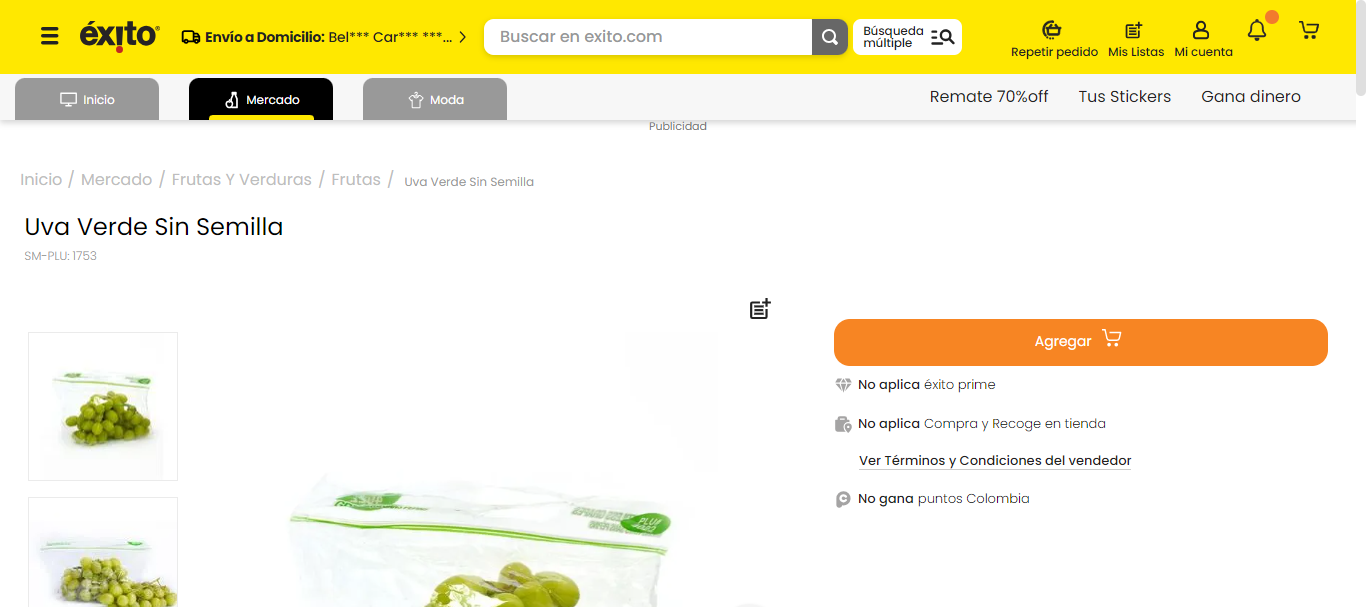 éxito
Envío a Domicilio: Bel*** Car*** ***...
Buscar en exito.com
Búsqueda
múltiple
Repetir pedido
Mis Listas
Mi cuenta
Inicio
Mercado
Moda
Remate 70%off
Tus Stickers
Gana dinero
Publicidad
Inicio / Mercado / Frutas Y Verduras / Frutas / Uva Verde Sin Semilla
Uva Verde Sin Semilla
SM-PLU: 1753
Agregar
No aplica éxito prime
No aplica Compra y Recoge en tienda
Ver Términos y Condiciones del vendedor
No gana puntos Colombia
PLU